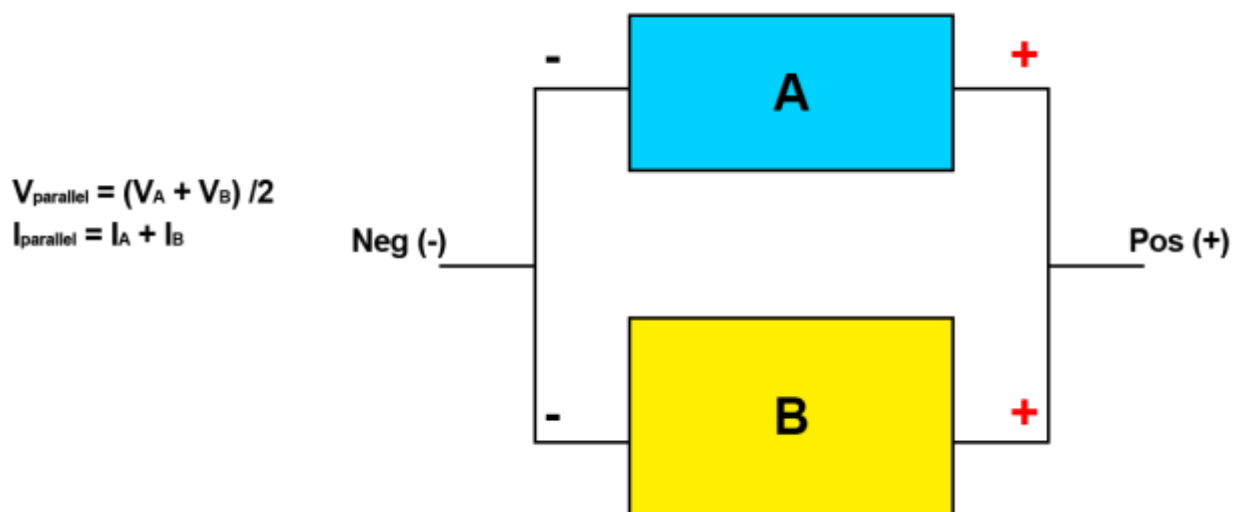 - +
A
Vparallel = (VA + VB) /2
Iparallel = IA + IB
Neg (-) Pos (+)
- +
B